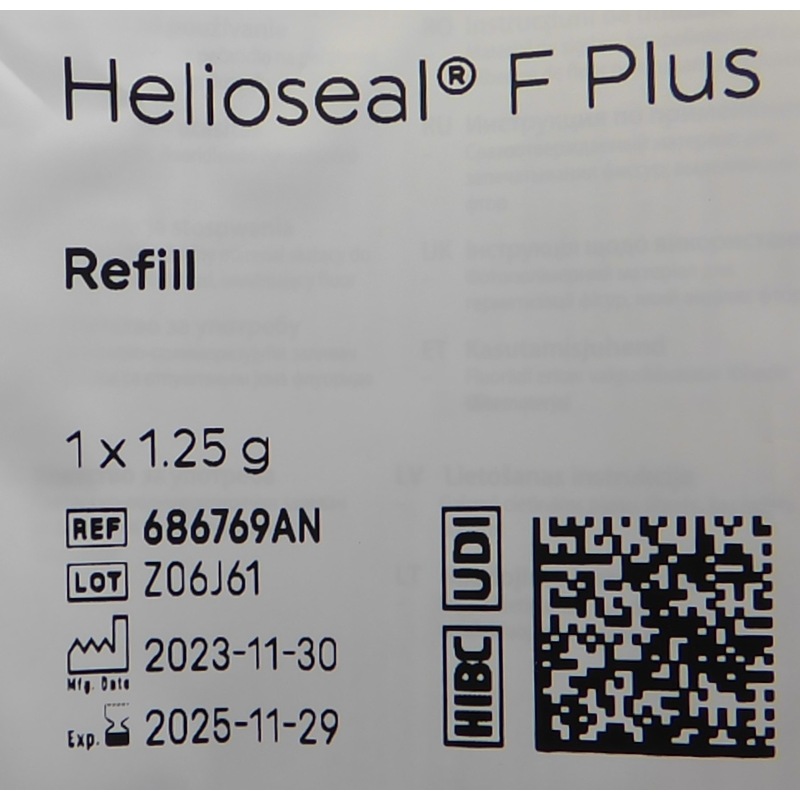 Helioseal® F Plus
Refill
1 x 1.25 g
REF 686769AN
LOT Z06J61
Mfg. Date 2023-11-30
Exp. 2025-11-29
UDI
HIBC